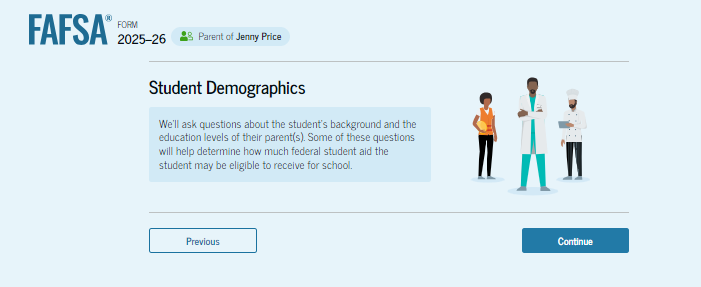 FAFSA® FORM
2025–26
Parent of Jenny Price
Student Demographics
We'll ask questions about the student's background and the
education levels of their parent(s). Some of these questions
will help determine how much federal student aid the
student may be eligible to receive for school.
Previous
Continue